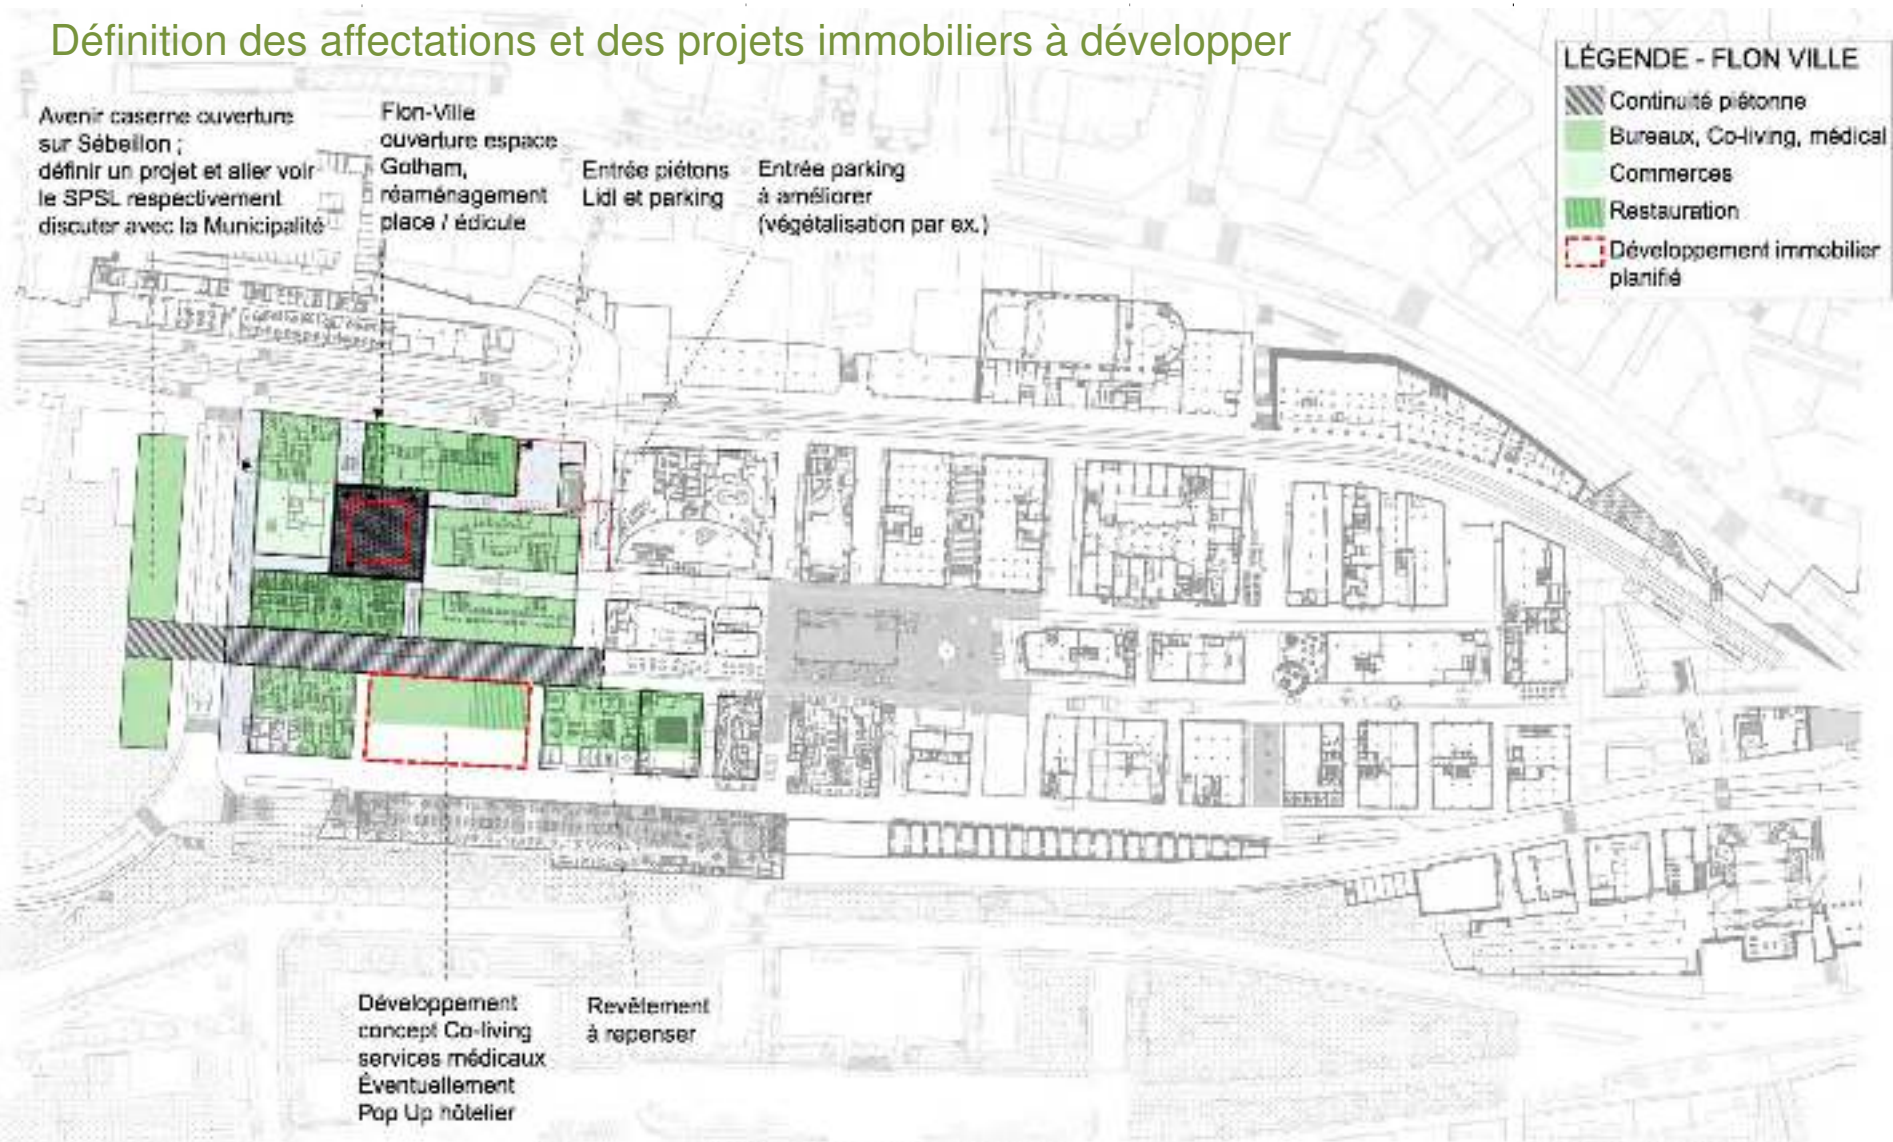 Définition des affectations et des projets immobiliers à développer
LÉGENDE - FLON VILLE
Continuité piétonne
Bureaux, Co-living, médical
Commerces
Restauration
Développement immobilier
planifié
Avenir caserne ouverture
sur Sébeillon ;
définir un projet et aller voir
le SPSL respectivement
discuter avec la Municipalité
Flon-Ville
ouverture espace
Gotham,
réaménagement
place / édicule
Entrée piétons
Lidl et parking
Entrée parking
à améliorer
(végétalisation par ex.)
Développement
concept Co-living
services médicaux
Éventuellement
Pop Up hôtelier
Revêtement
à repenser